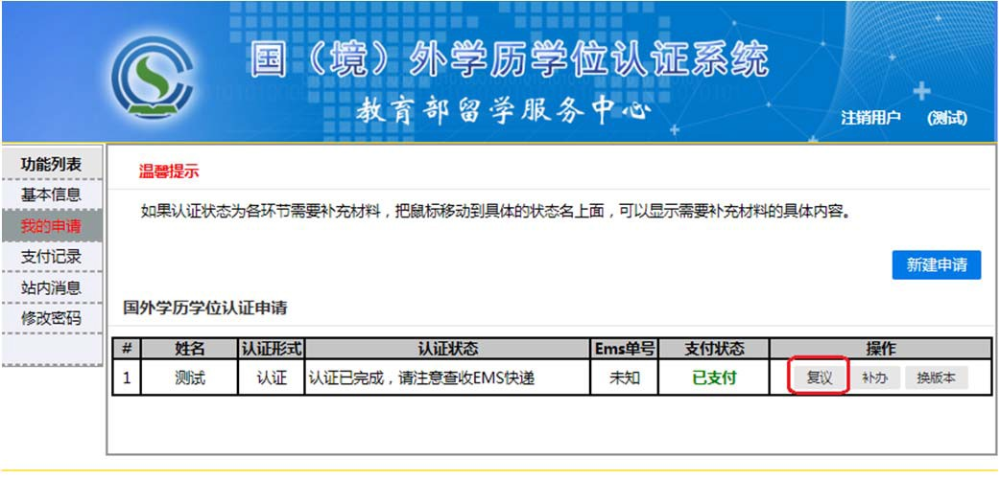 国（境）外学历学位认证系统
教育部留学服务中心
注销用户 (测试)
功能列表
基本信息
我的申请
支付记录
站内消息
修改密码
温馨提示
如果认证状态为各环节需要补充材料，把鼠标移动到具体的状态名上面，可以显示需要补充材料的具体内容。
新建申请
国外学历学位认证申请
# 姓名 认证形式 认证状态 Ems单号 支付状态 操作
1 测试 认证 认证已完成，请注意查收EMS快递 未知 已支付 复议 补办 换版本